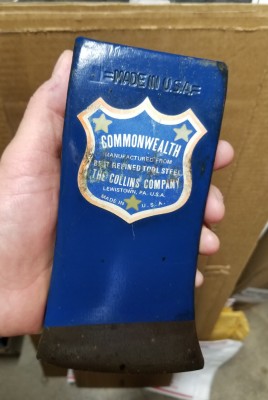 MADE IN U.S.A.
COMMONWEALTH
MANUFACTURED FROM
BEST REFINED TOOL STEEL
THE COLLINS COMPANY
LEWISTOWN, PA. U.S.A.
MADE IN U.S.A.